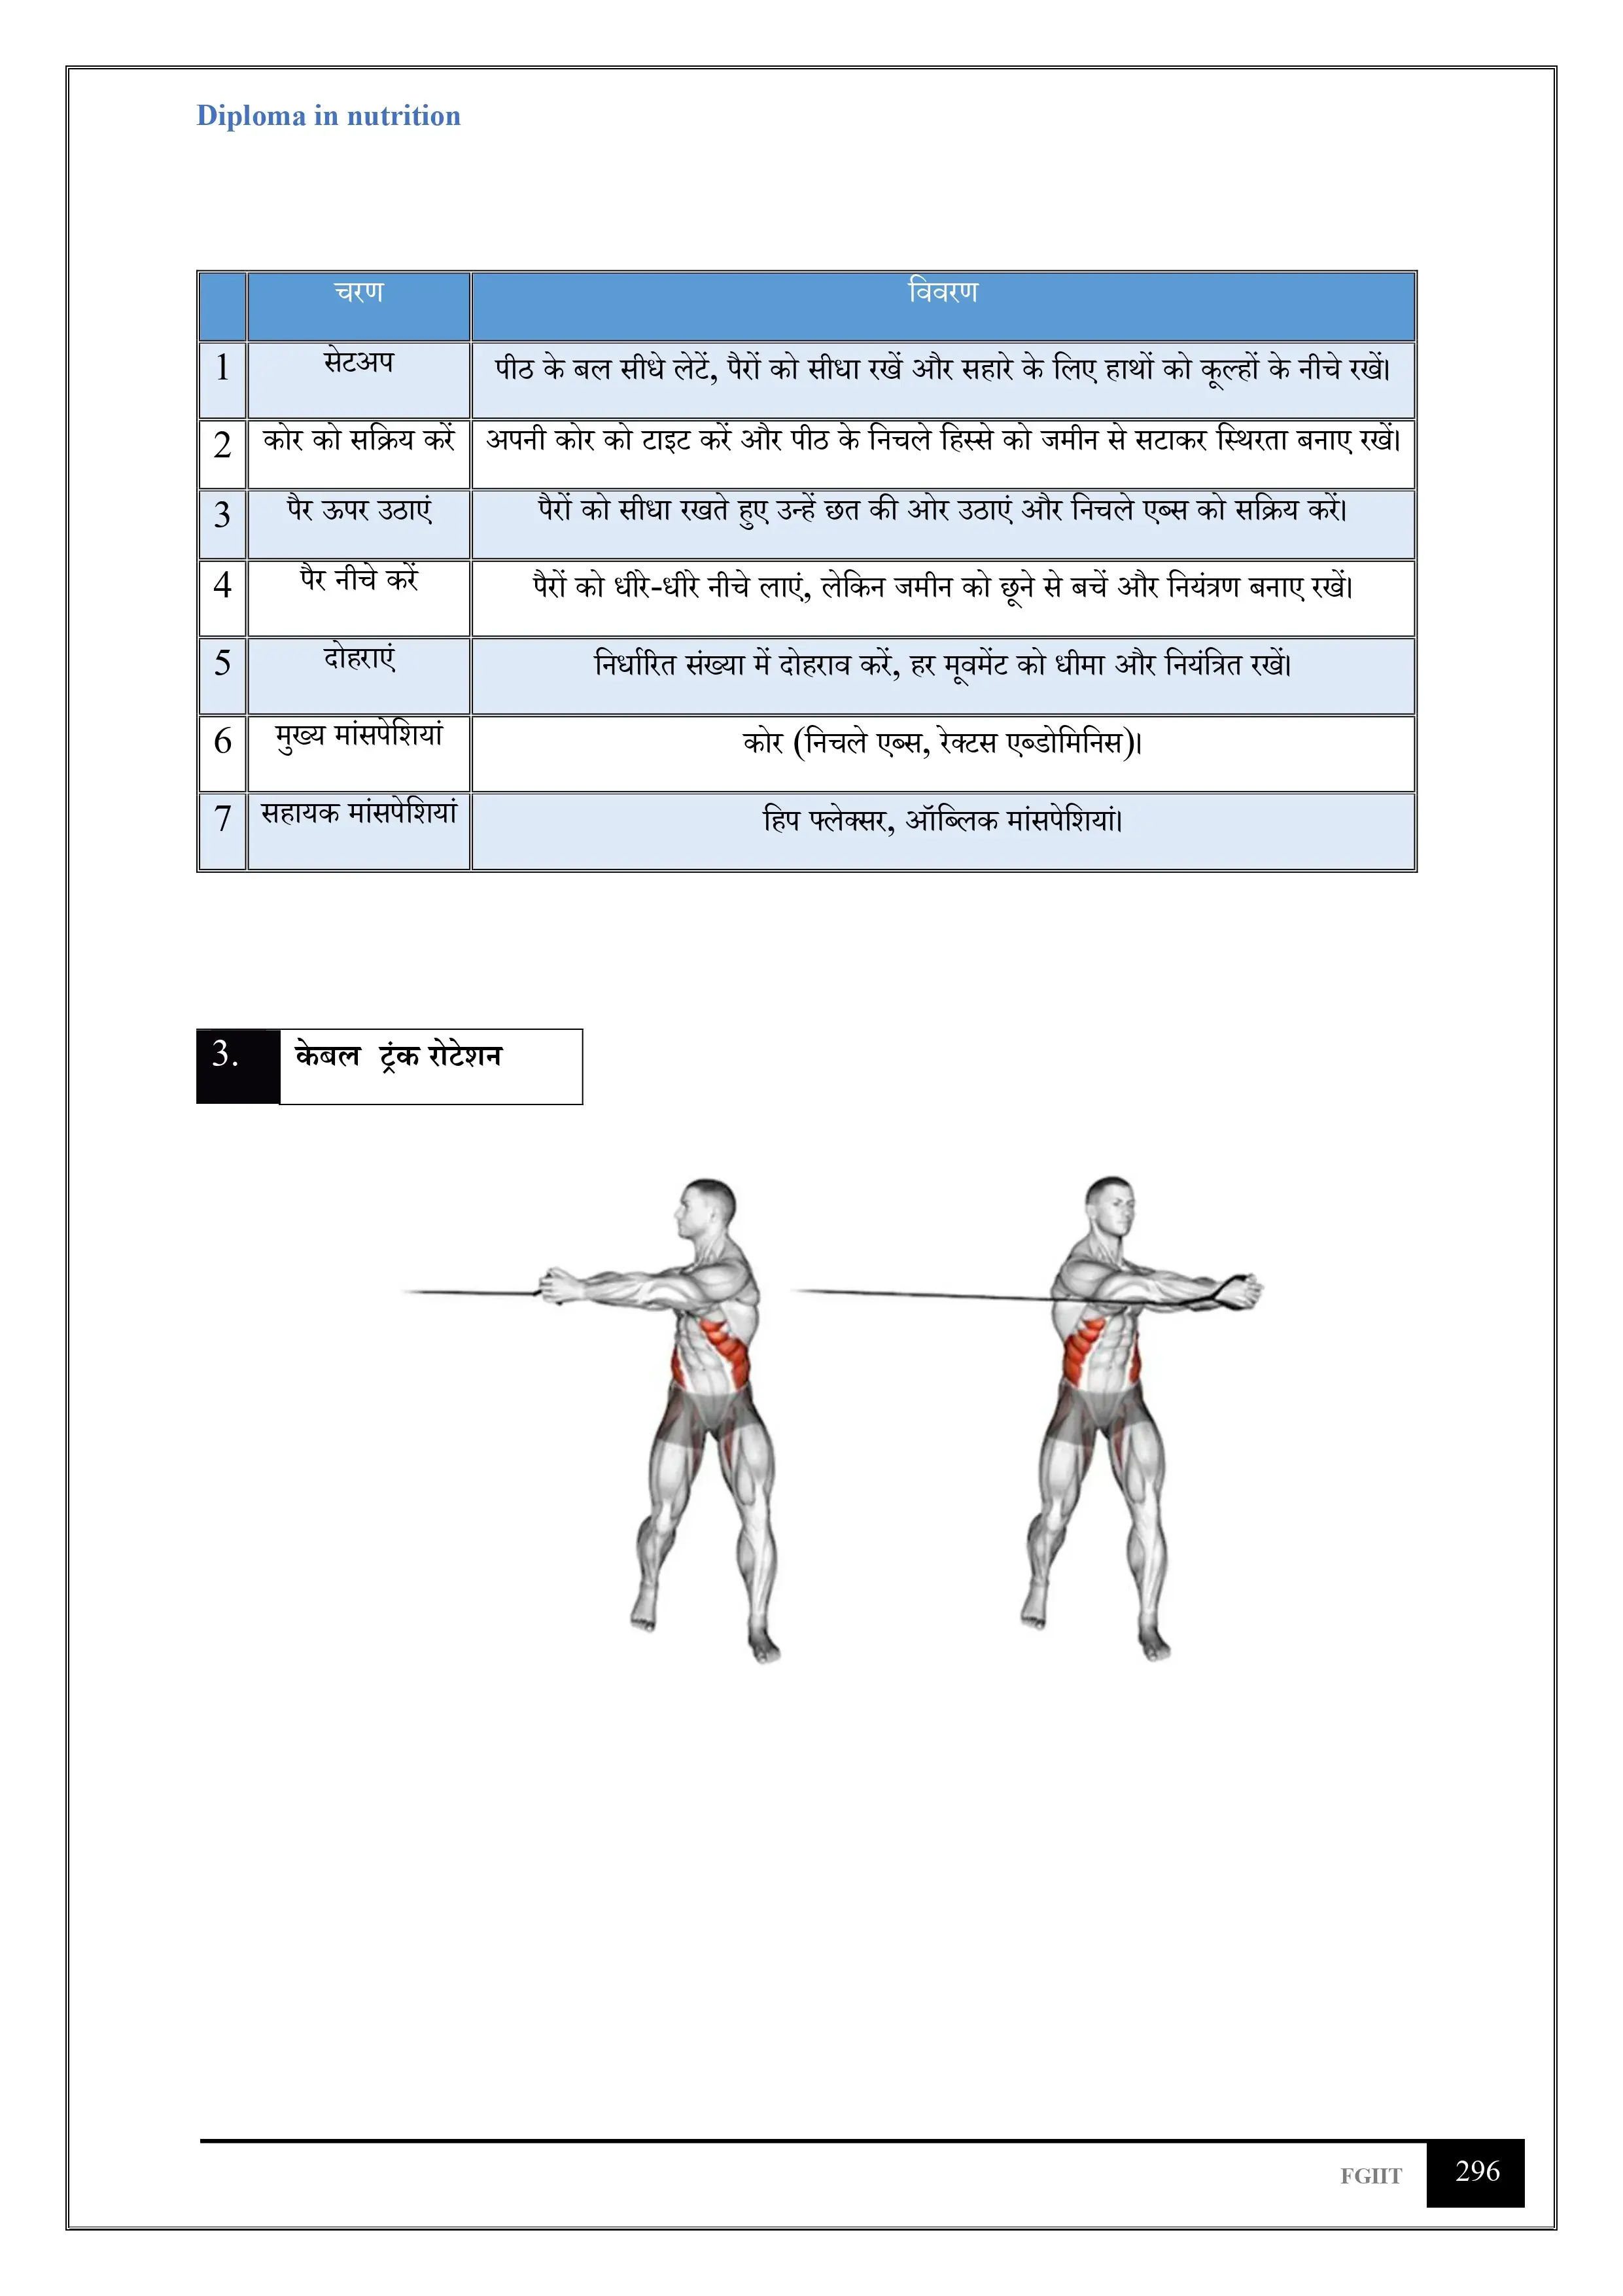 Diploma in nutrition
चरण विवरण
1 सेटअप पीठ के बल सीधे लेटें, पैरों को सीधा रखें और सहारे के लिए हाथों को कूल्हों के नीचे रखें।
2 कोर को सक्रिय करें अपनी कोर को टाइट करें और पीठ के निचले हिस्से को जमीन से सटाकर स्थिरता बनाए रखें।
3 पैर ऊपर उठाएं पैरों को सीधा रखते हुए उन्हें छत की ओर उठाएं और निचले एब्स को सक्रिय करें।
4 पैर नीचे करें पैरों को धीरे-धीरे नीचे लाएं, लेकिन जमीन को छूने से बचें और नियंत्रण बनाए रखें।
5 दोहराएं निर्धारित संख्या में दोहराव करें, हर मूवमेंट को धीमा और नियंत्रित रखें।
6 मुख्य मांसपेशियां कोर (निचले एब्स, रेक्टस एब्डोमिनिस)।
7 सहायक मांसपेशियां हिप फ्लेक्सर, ऑब्लिक मांसपेशियां।
3. केबल ट्रंक रोटेशन
FGIIT 296